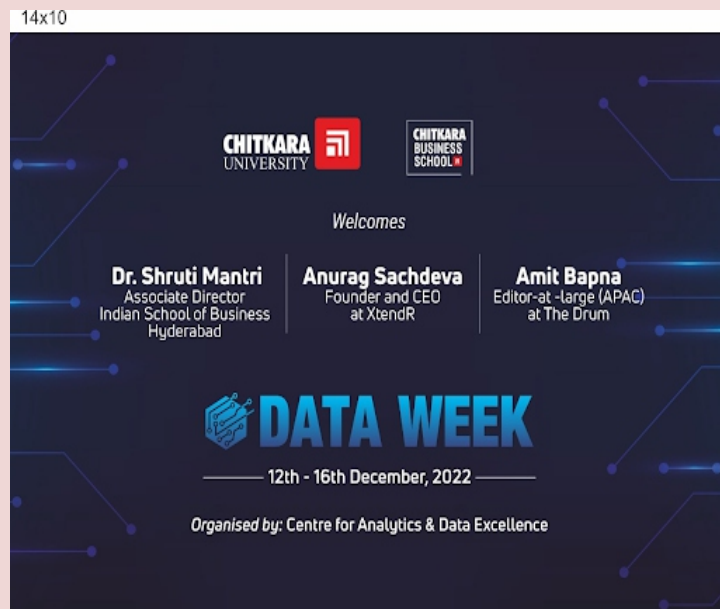 14x10
CHITKARA
UNIVERSITY
CHITKARA
BUSINESS
SCHOOL
Welcomes
Dr. Shruti Mantri
Associate Director
Indian School of Business
Hyderabad
Anurag Sachdeva
Founder and CEO
at XtendR
Amit Bapna
Editor-at -large (APAC)
at The Drum
DATA WEEK
12th - 16th December, 2022
Organised by: Centre for Analytics & Data Excellence